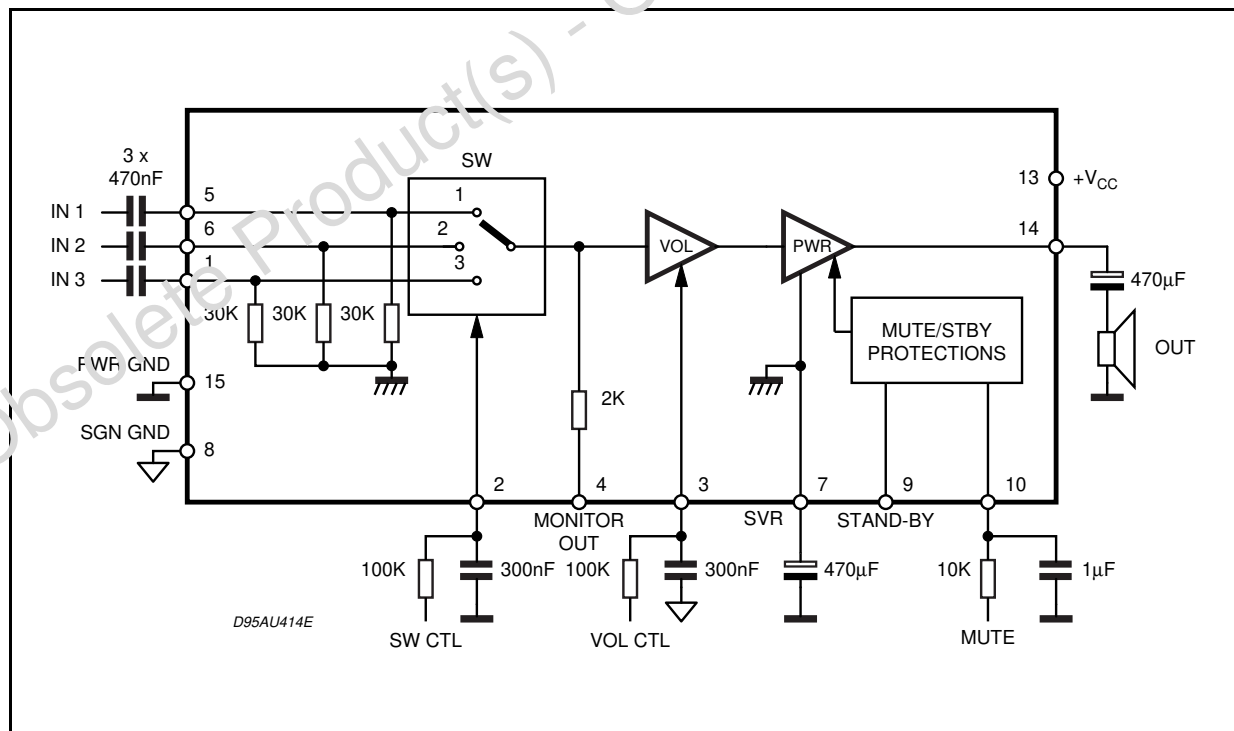 Obsolete Product(s) -
SW
3 x
470nF
13
+VCC
IN 1
5
1
14
IN 2
6
2
VOL
PWR
IN 3
1
3
470µF
30K
30K
30K
MUTE/STBY
PROTECTIONS
OUT
PWR GND
15
2K
SGN GND
8
2
4
3
7
9
10
MONITOR
OUT
SVR
STAND-BY
100K
300nF
100K
300nF
470µF
10K
1µF
D95AU414E
SW CTL
VOL CTL
MUTE